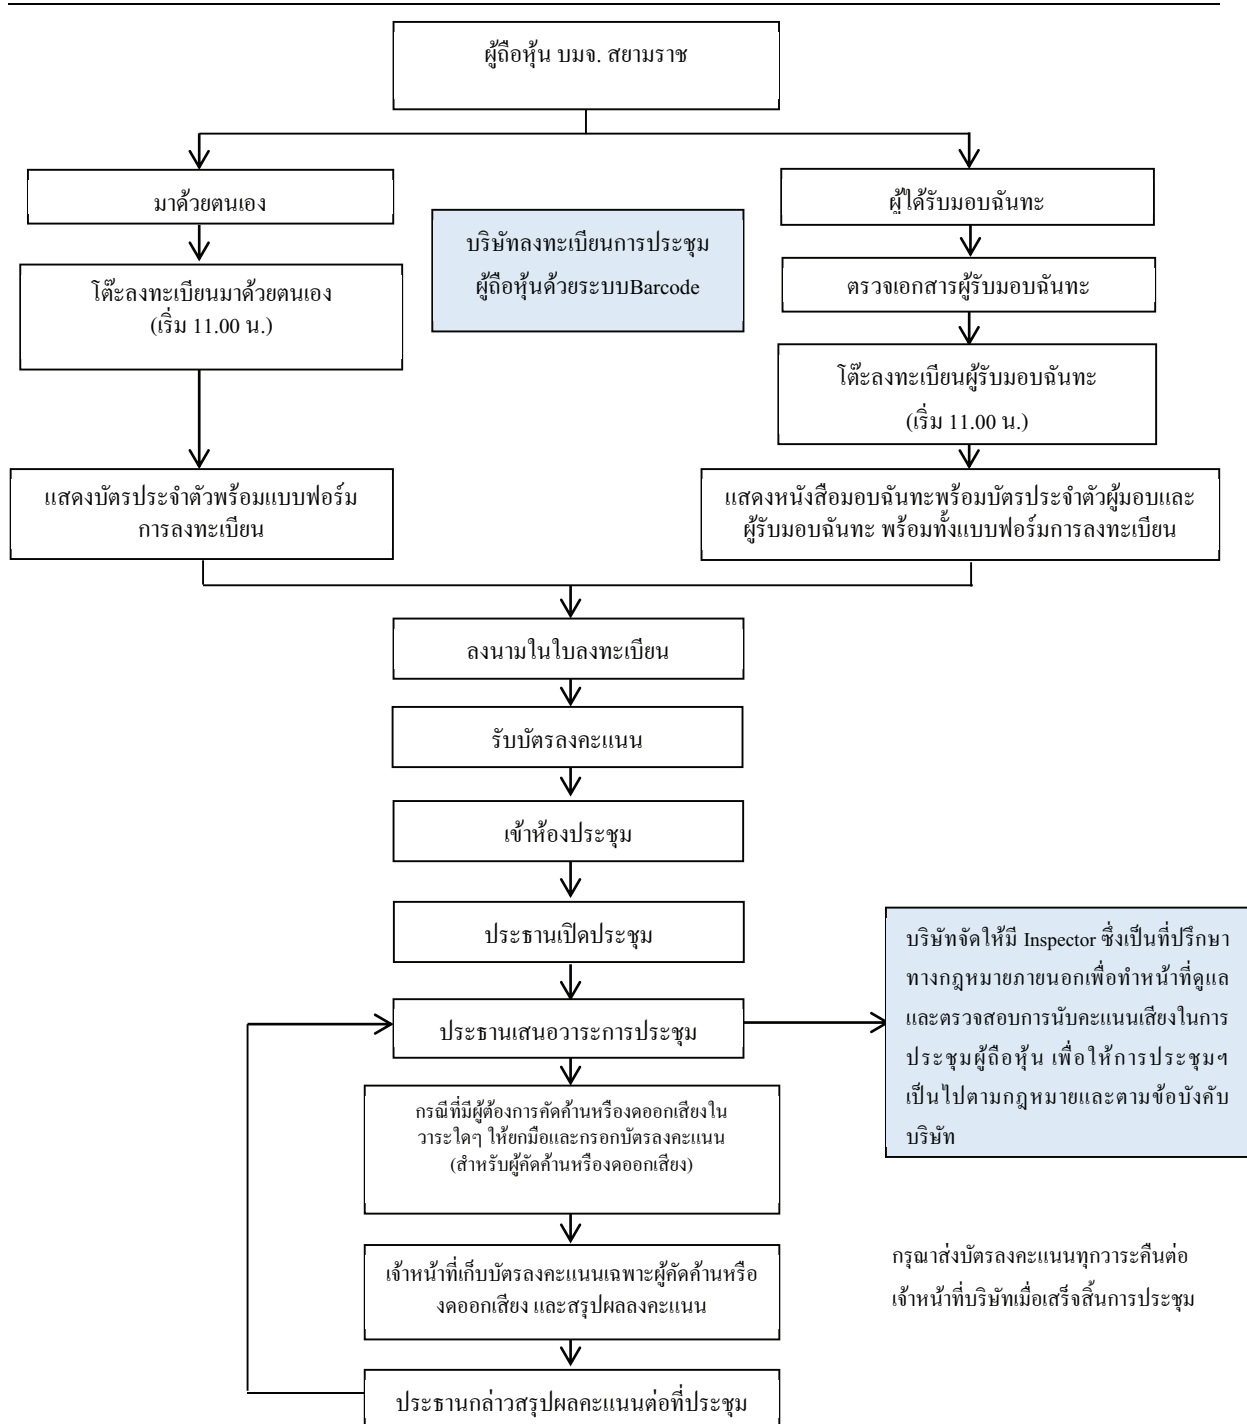 ผู้ถือหุ้น บมจ. สยามราช
มาด้วยตนเอง
โต๊ะลงทะเบียนมาด้วยตนเอง
(เริ่ม 11.00 น.)
แสดงบัตรประจำตัวพร้อมแบบฟอร์ม
การลงทะเบียน
บริษัทลงทะเบียนการประชุม
ผู้ถือหุ้นด้วยระบบBarcode
ผู้ได้รับมอบฉันทะ
ตรวจเอกสารผู้รับมอบฉันทะ
โต๊ะลงทะเบียนผู้รับมอบฉันทะ
(เริ่ม 11.00 น.)
แสดงหนังสือมอบฉันทะพร้อมบัตรประจำตัวผู้มอบและ
ผู้รับมอบฉันทะ พร้อมทั้งแบบฟอร์มการลงทะเบียน
ลงนามในใบลงทะเบียน
รับบัตรลงคะแนน
เข้าห้องประชุม
ประธานเปิดประชุม
ประธานเสนอวาระการประชุม
บริษัทจัดให้มี Inspector ซึ่งเป็นที่ปรึกษา
ทางกฎหมายภายนอกเพื่อทำหน้าที่ดูแล
และตรวจสอบการนับคะแนนเสียงในการ
ประชุมผู้ถือหุ้น เพื่อให้การประชุมฯ
เป็นไปตามกฎหมายและตามข้อบังคับ
บริษัท
กรณีที่มีผู้ต้องการคัดค้านหรืองดออกเสียงใน
วาระใดๆ ให้ยกมือและกรอกบัตรลงคะแนน
(สำหรับผู้คัดค้านหรืองดออกเสียง)
เจ้าหน้าที่เก็บบัตรลงคะแนนเฉพาะผู้คัดค้านหรือ
งดออกเสียง และสรุปผลลงคะแนน
ประธานกล่าวสรุปผลคะแนนต่อที่ประชุม
กรุณาส่งบัตรลงคะแนนทุกวาระคืนต่อ
เจ้าหน้าที่บริษัทเมื่อเสร็จสิ้นการประชุม